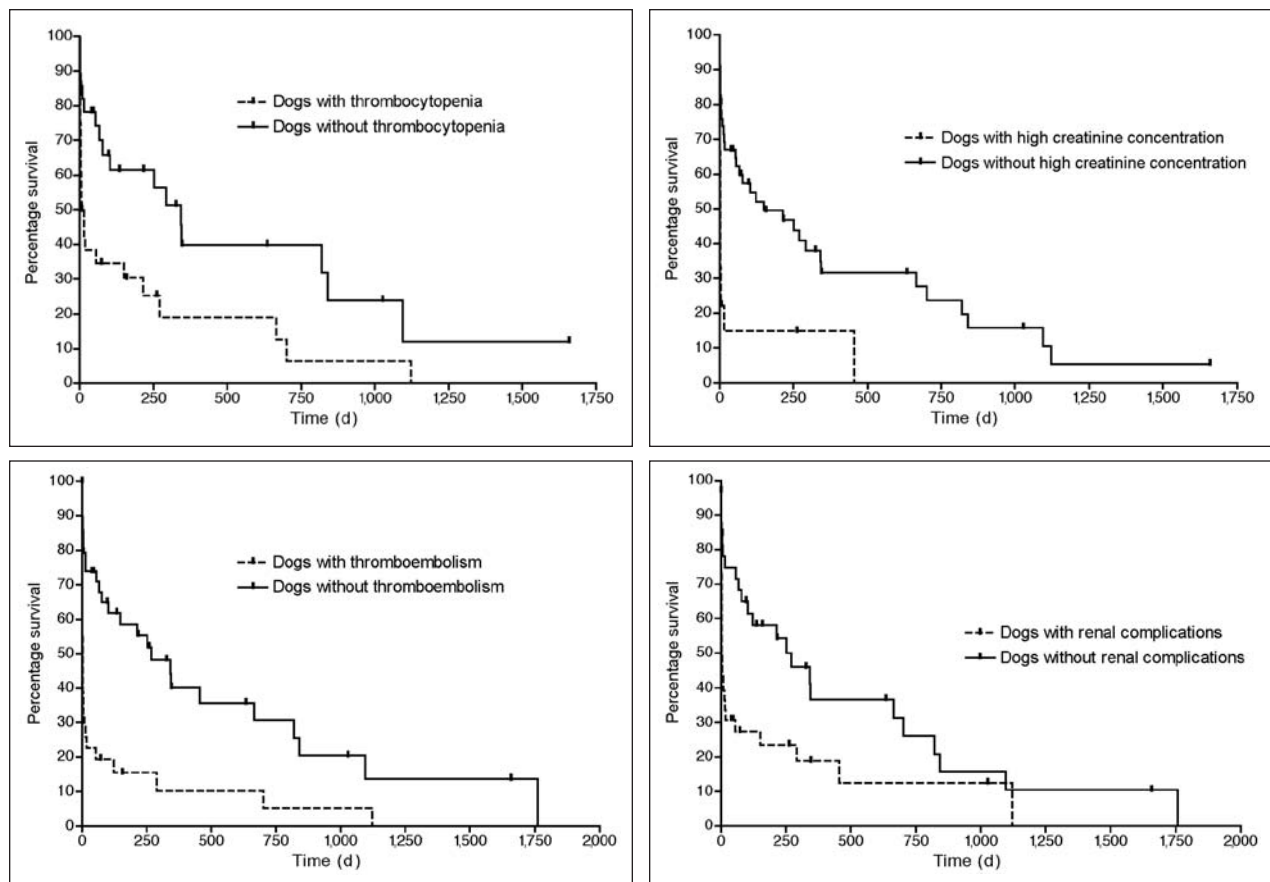 Percentage survival
100
90
80
70
60
50
40
30
20
10
0
Dogs with thrombocytopenia
Dogs without thrombocytopenia
0 250 500 750 1,000 1,250 1,500 1,750
Time (d)
Percentage survival
100
90
80
70
60
50
40
30
20
10
0
Dogs with high creatinine concentration
Dogs without high creatinine concentration
0 250 500 750 1,000 1,250 1,500 1,750
Time (d)
Percentage survival
100
90
80
70
60
50
40
30
20
10
0
Dogs with thromboembolism
Dogs without thromboembolism
0 250 500 750 1,000 1,250 1,500 1,750 2,000
Time (d)
Percentage survival
100
90
80
70
60
50
40
30
20
10
0
Dogs with renal complications
Dogs without renal complications
0 250 500 750 1,000 1,250 1,500 1,750 2,000
Time (d)